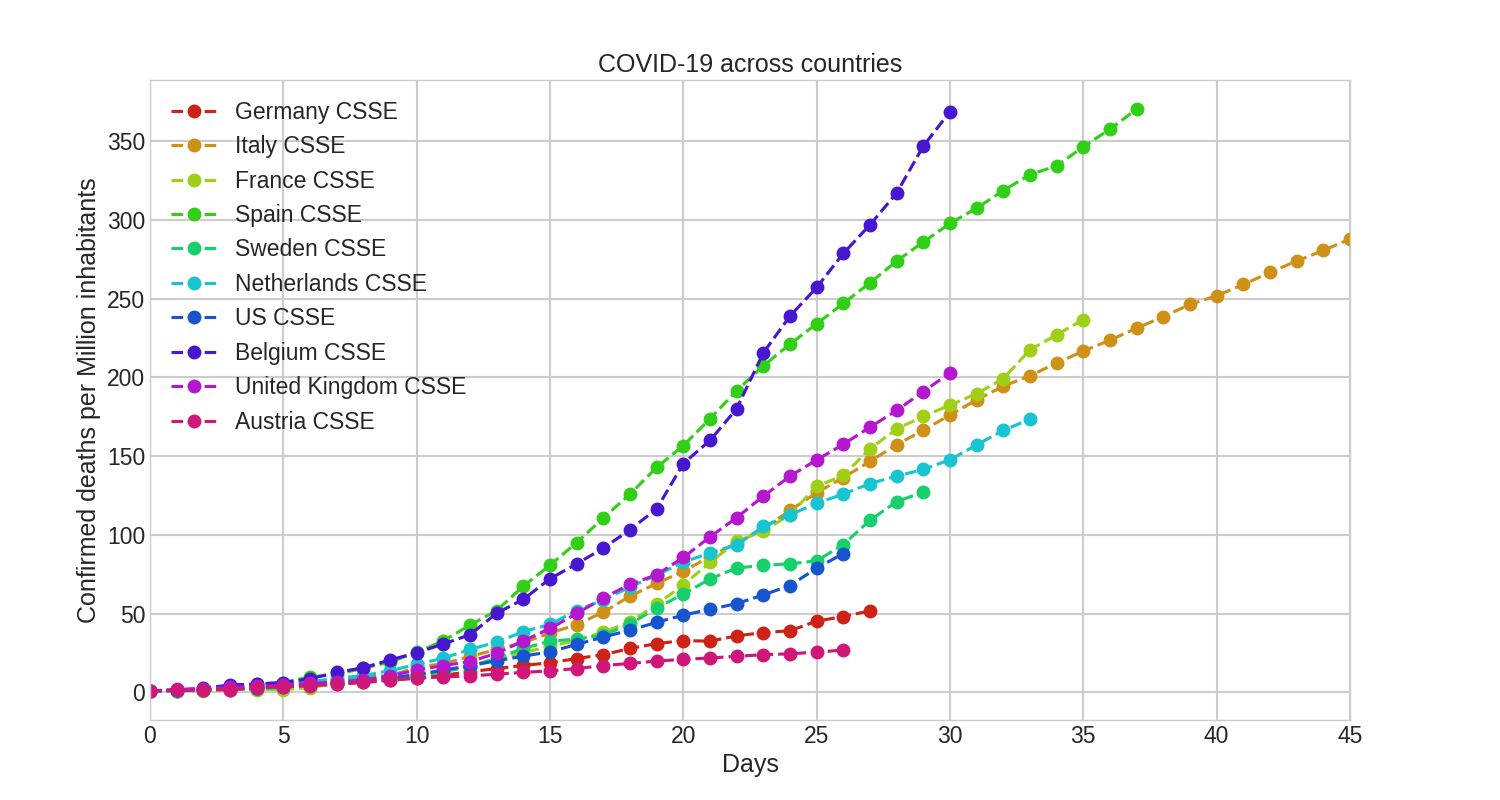 COVID-19 across countries
Confirmed deaths per Million inhabitants
350
300
250
200
150
100
50
0
Germany CSSE
Italy CSSE
France CSSE
Spain CSSE
Sweden CSSE
Netherlands CSSE
US CSSE
Belgium CSSE
United Kingdom CSSE
Austria CSSE
0 5 10 15 20 25 30 35 40 45
Days